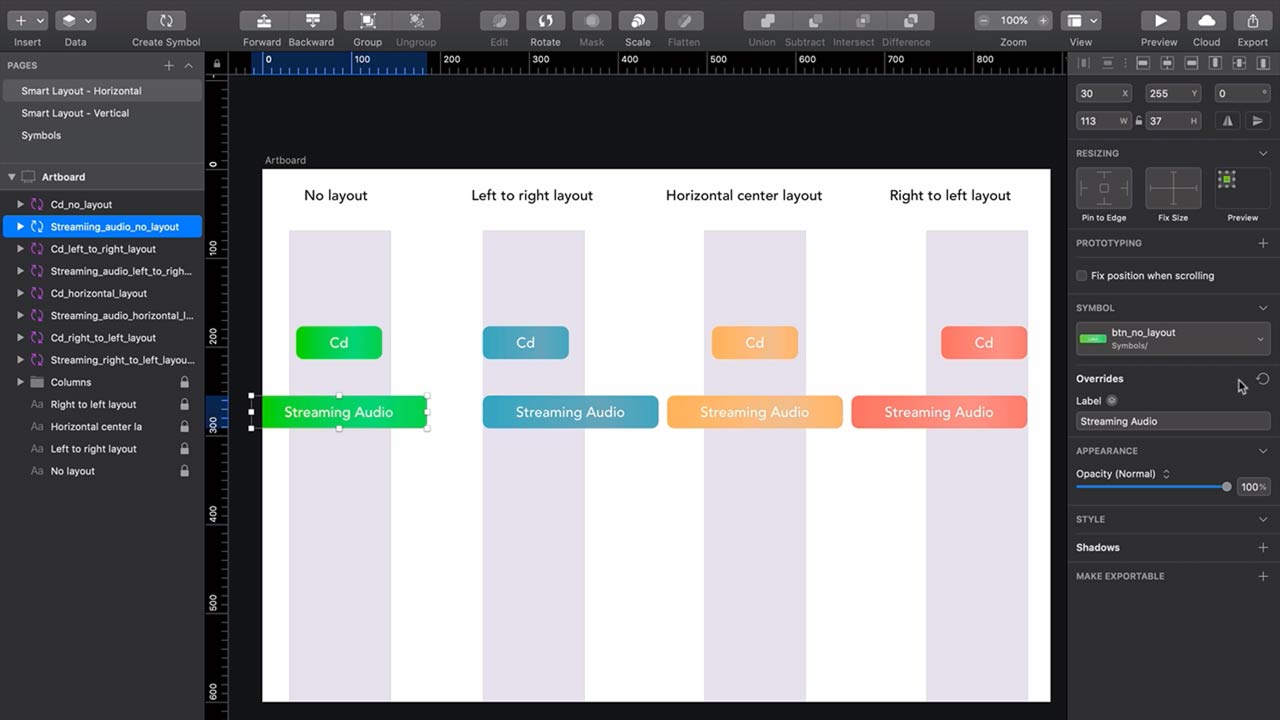 Insert Data Create Symbol Forward Backward Group Ungroup Edit Rotate Mask Scale Flatten Union Subtract Intersect Difference 100% Zoom View Preview Cloud Export
PAGES
Smart Layout - Horizontal
Smart Layout - Vertical
Symbols
Artboard
Cd_no_layout
Streamiing_audio_no_layout
Cd_left_to_right_layout
Streaming_audio_left_to_righ...
Cd_horizontal_layout
Streaming_audio_horizontal_l...
Cd_right_to_left_layout
Streaming_right_to_left_layou...
Columns
Right to left layout
Horizontal center la
Left to right layout
No layout
0 100 200 300 400 500 600 700 800
0 100 200 300 400 500 600
Artboard
No layout Left to right layout Horizontal center layout Right to left layout
Cd Cd Cd Cd
Streaming Audio Streaming Audio Streaming Audio Streaming Audio
30 X 255 Y 0 °
113 W 37 H
RESIZING
Pin to Edge Fix Size Preview
PROTOTYPING
Fix position when scrolling
SYMBOL
btn_no_layout
Symbols/
Overrides
Label
Streaming Audio
APPEARANCE
Opacity (Normal)
100%
STYLE
Shadows
MAKE EXPORTABLE